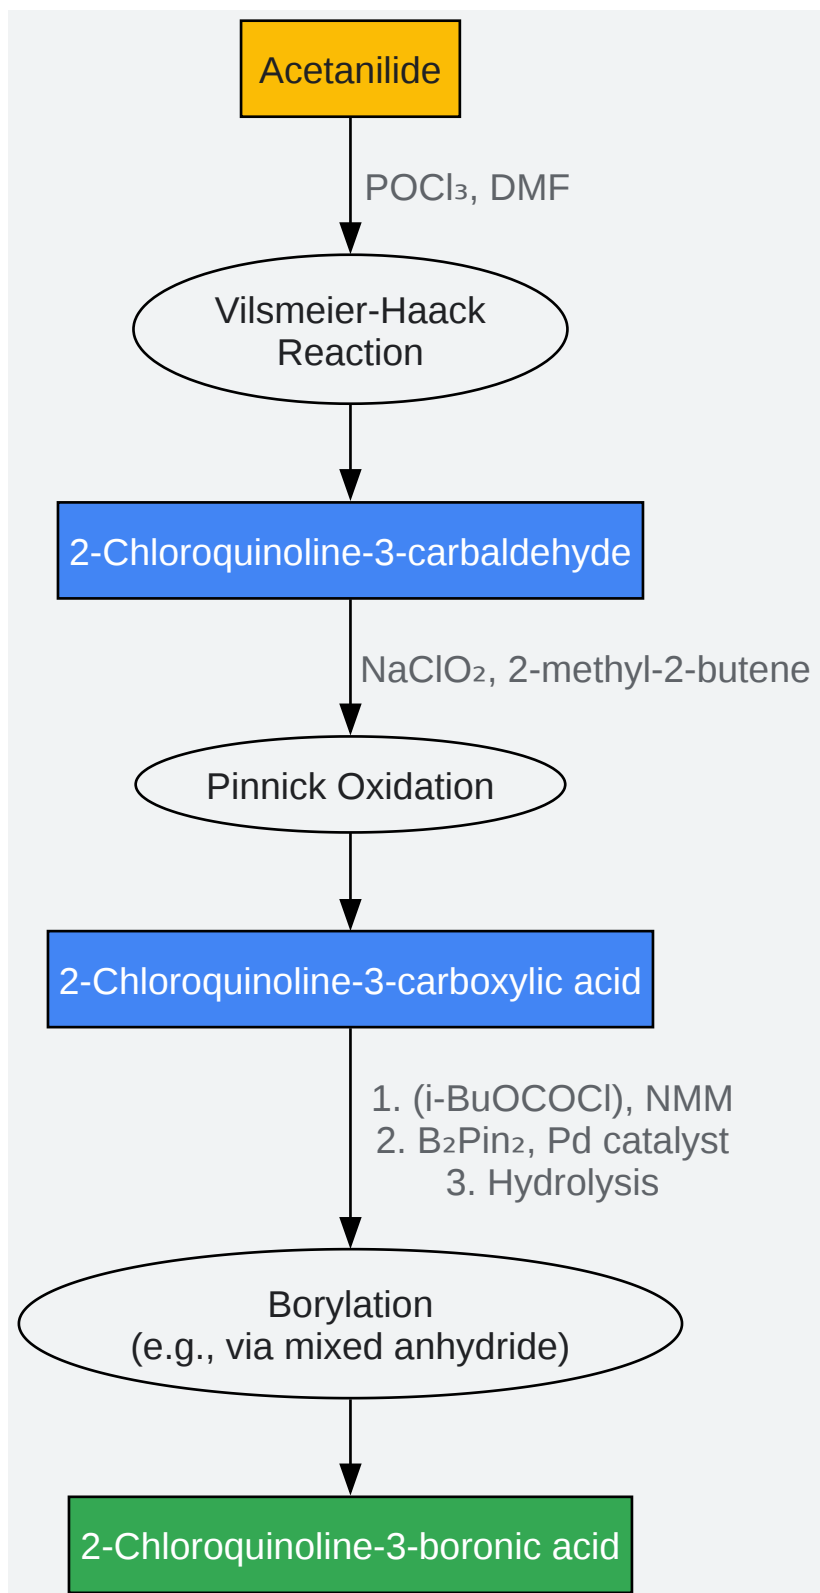 Acetanilide
POCl₃, DMF
Vilsmeier-Haack
Reaction
2-Chloroquinoline-3-carbaldehyde
NaClO₂, 2-methyl-2-butene
Pinnick Oxidation
2-Chloroquinoline-3-carboxylic acid
1. (i-BuOCOCl), NMM
2. B₂Pin₂, Pd catalyst
3. Hydrolysis
Borylation
(e.g., via mixed anhydride)
2-Chloroquinoline-3-boronic acid